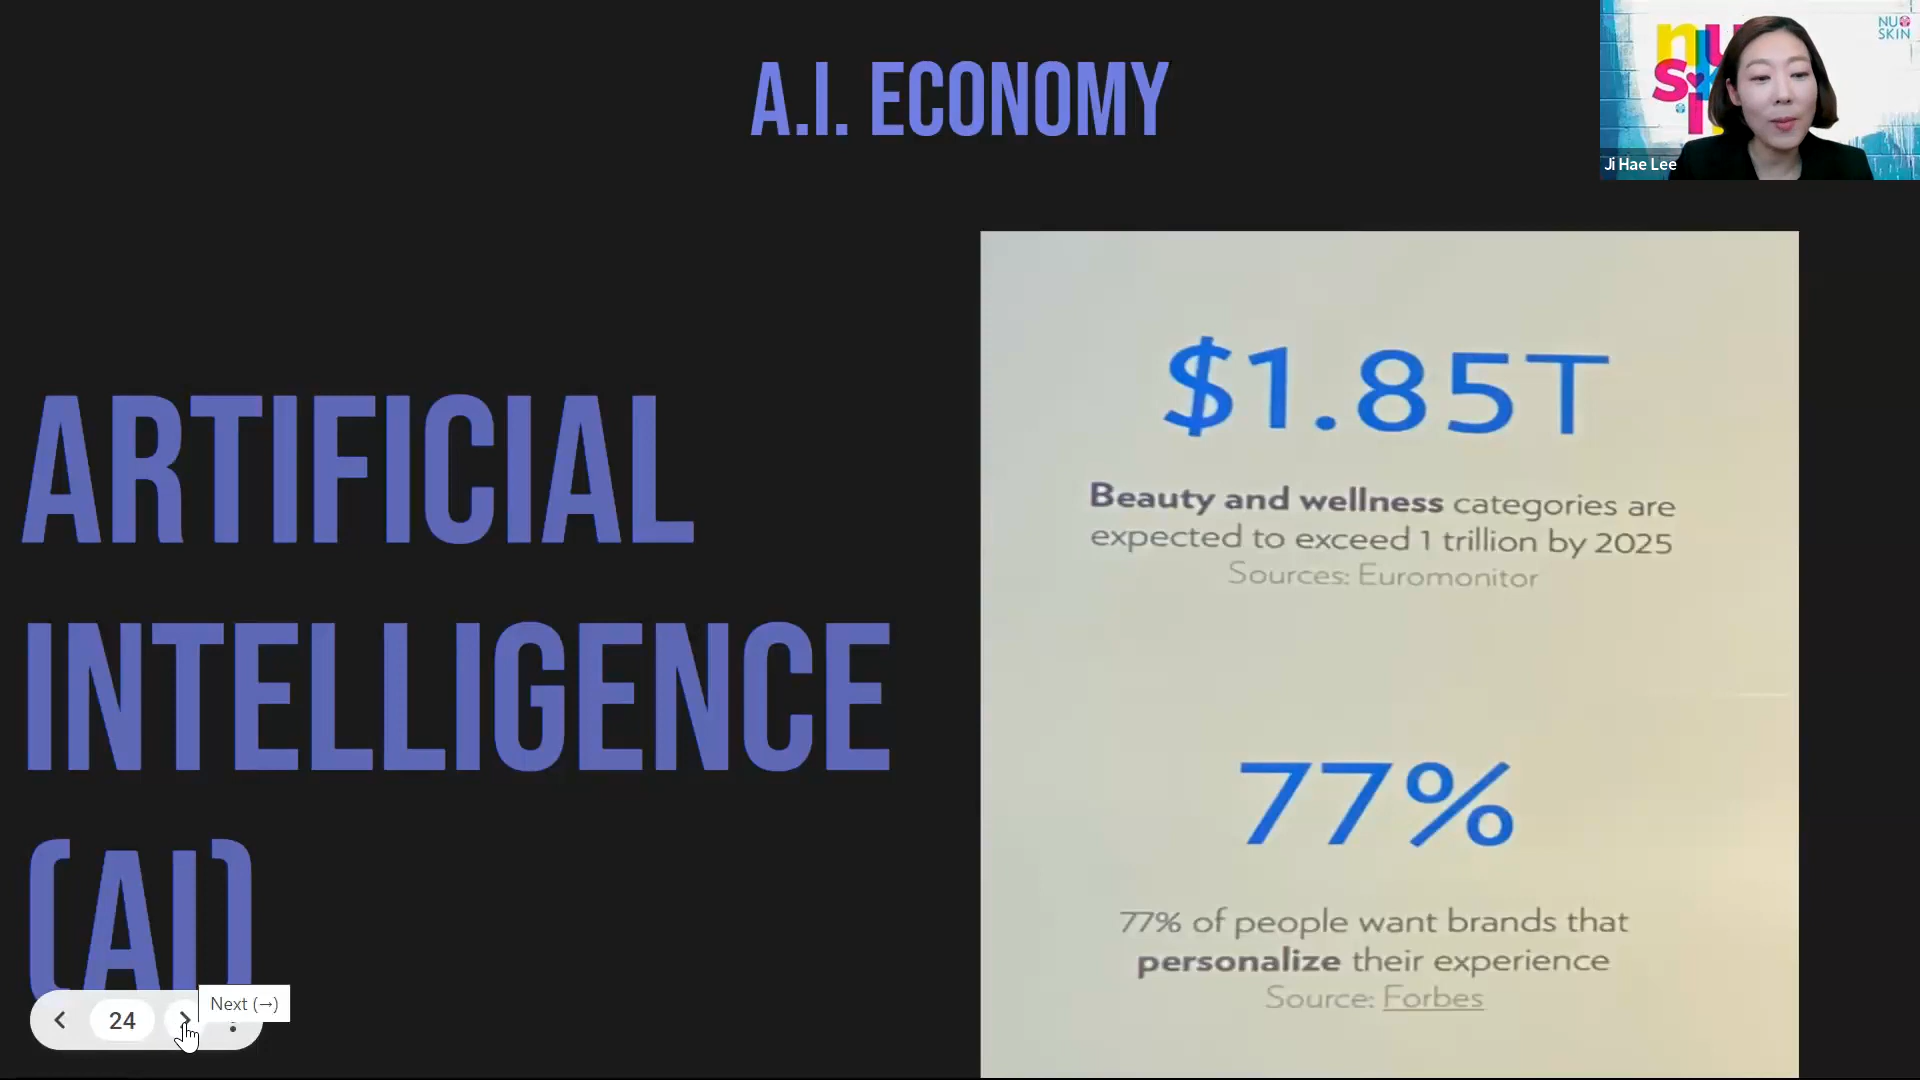 A.I. ECONOMY
nu
sk
NU
SKIN
Ji Hae Lee
ARTIFICIAL
INTELLIGENCE
(AI)
$1.85T
Beauty and wellness categories are
expected to exceed 1 trillion by 2025
Sources: Euromonitor
77%
77% of people want brands that
personalize their experience
Source: Forbes
24
Next (→)